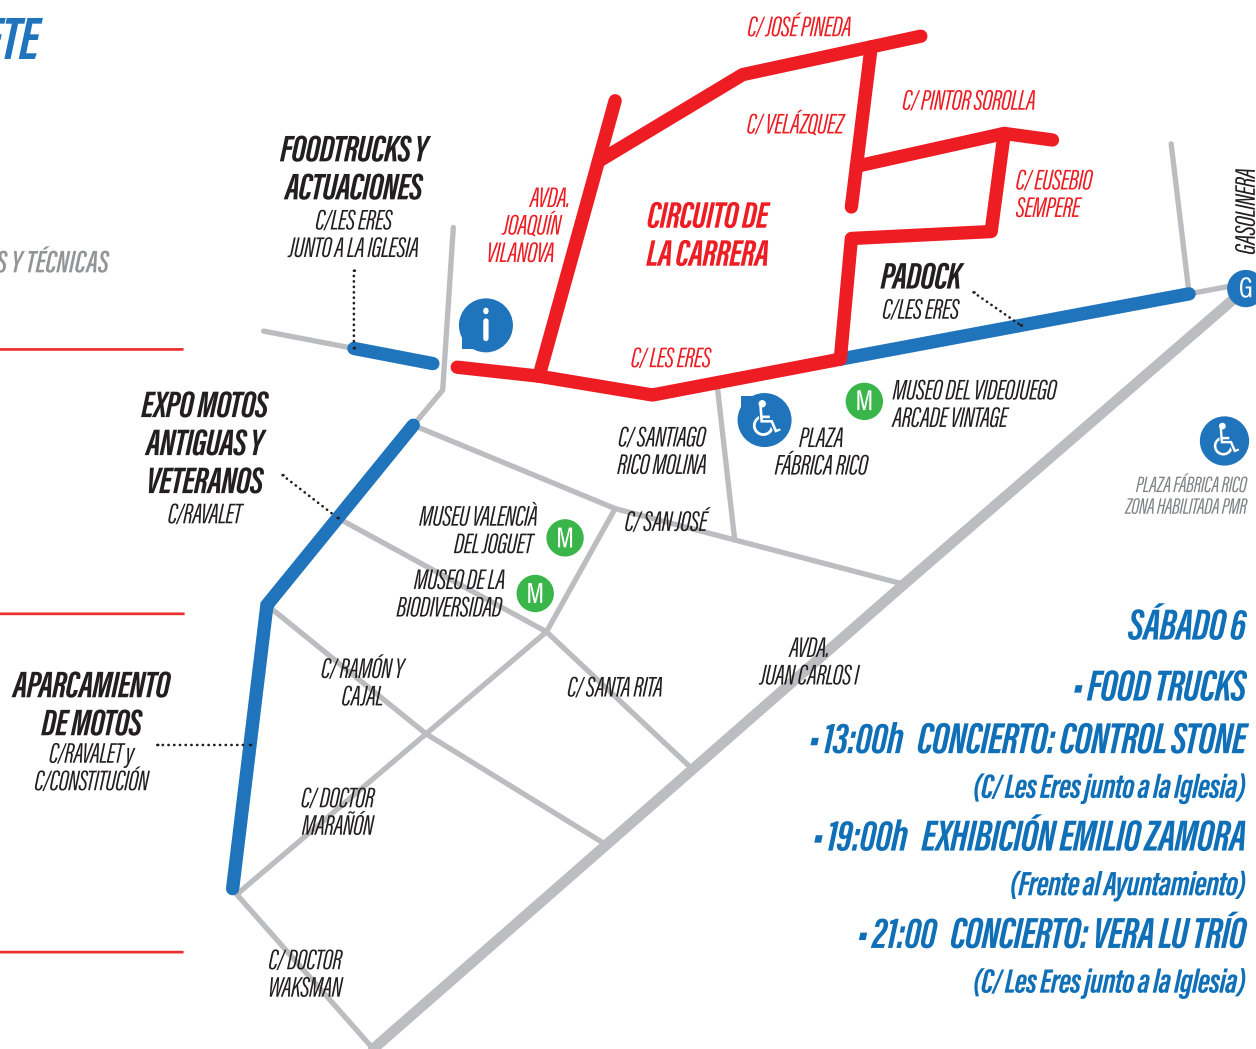 C/ JOSÉ PINEDA
C/ PINTOR SOROLLA
C/ VELÁZQUEZ
FOODTRUCKS Y
ACTUACIONES
C/LES ERES
JUNTO A LA IGLESIA
AVDA.
JOAQUÍN
VILANOVA
CIRCUITO DE
LA CARRERA
C/ EUSEBIO
SEMPERE
GASOLINERA
G
S Y TÉCNICAS
PADOCK
C/LES ERES
i
C/ LES ERES
EXPO MOTOS
ANTIGUAS Y
VETERANOS
C/RAVALET
M
MUSEO DEL VIDEOJUEGO
ARCADE VINTAGE
C/ SANTIAGO
RICO MOLINA
PLAZA
FÁBRICA RICO
PLAZA FÁBRICA RICO
ZONA HABILITADA PMR
MUSEU VALENCIÀ
DEL JOGUET
M
C/ SAN JOSÉ
MUSEO DE LA
BIODIVERSIDAD
M
APARCAMIENTO
DE MOTOS
C/RAVALET y
C/CONSTITUCIÓN
C/ RAMÓN Y
CAJAL
C/ SANTA RITA
AVDA.
JUAN CARLOS I
C/ DOCTOR
MARAÑÓN
C/ DOCTOR
WAKSMAN
SÁBADO 6
- FOOD TRUCKS
- 13:00h CONCIERTO: CONTROL STONE
(C/ Les Eres junto a la Iglesia)
- 19:00h EXHIBICIÓN EMILIO ZAMORA
(Frente al Ayuntamiento)
- 21:00 CONCIERTO: VERA LU TRÍO
(C/ Les Eres junto a la Iglesia)